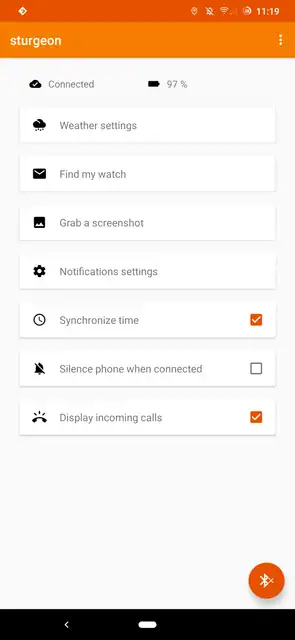 11:19
sturgeon
Connected 97 %
Weather settings
Find my watch
Grab a screenshot
Notifications settings
Synchronize time
Silence phone when connected
Display incoming calls